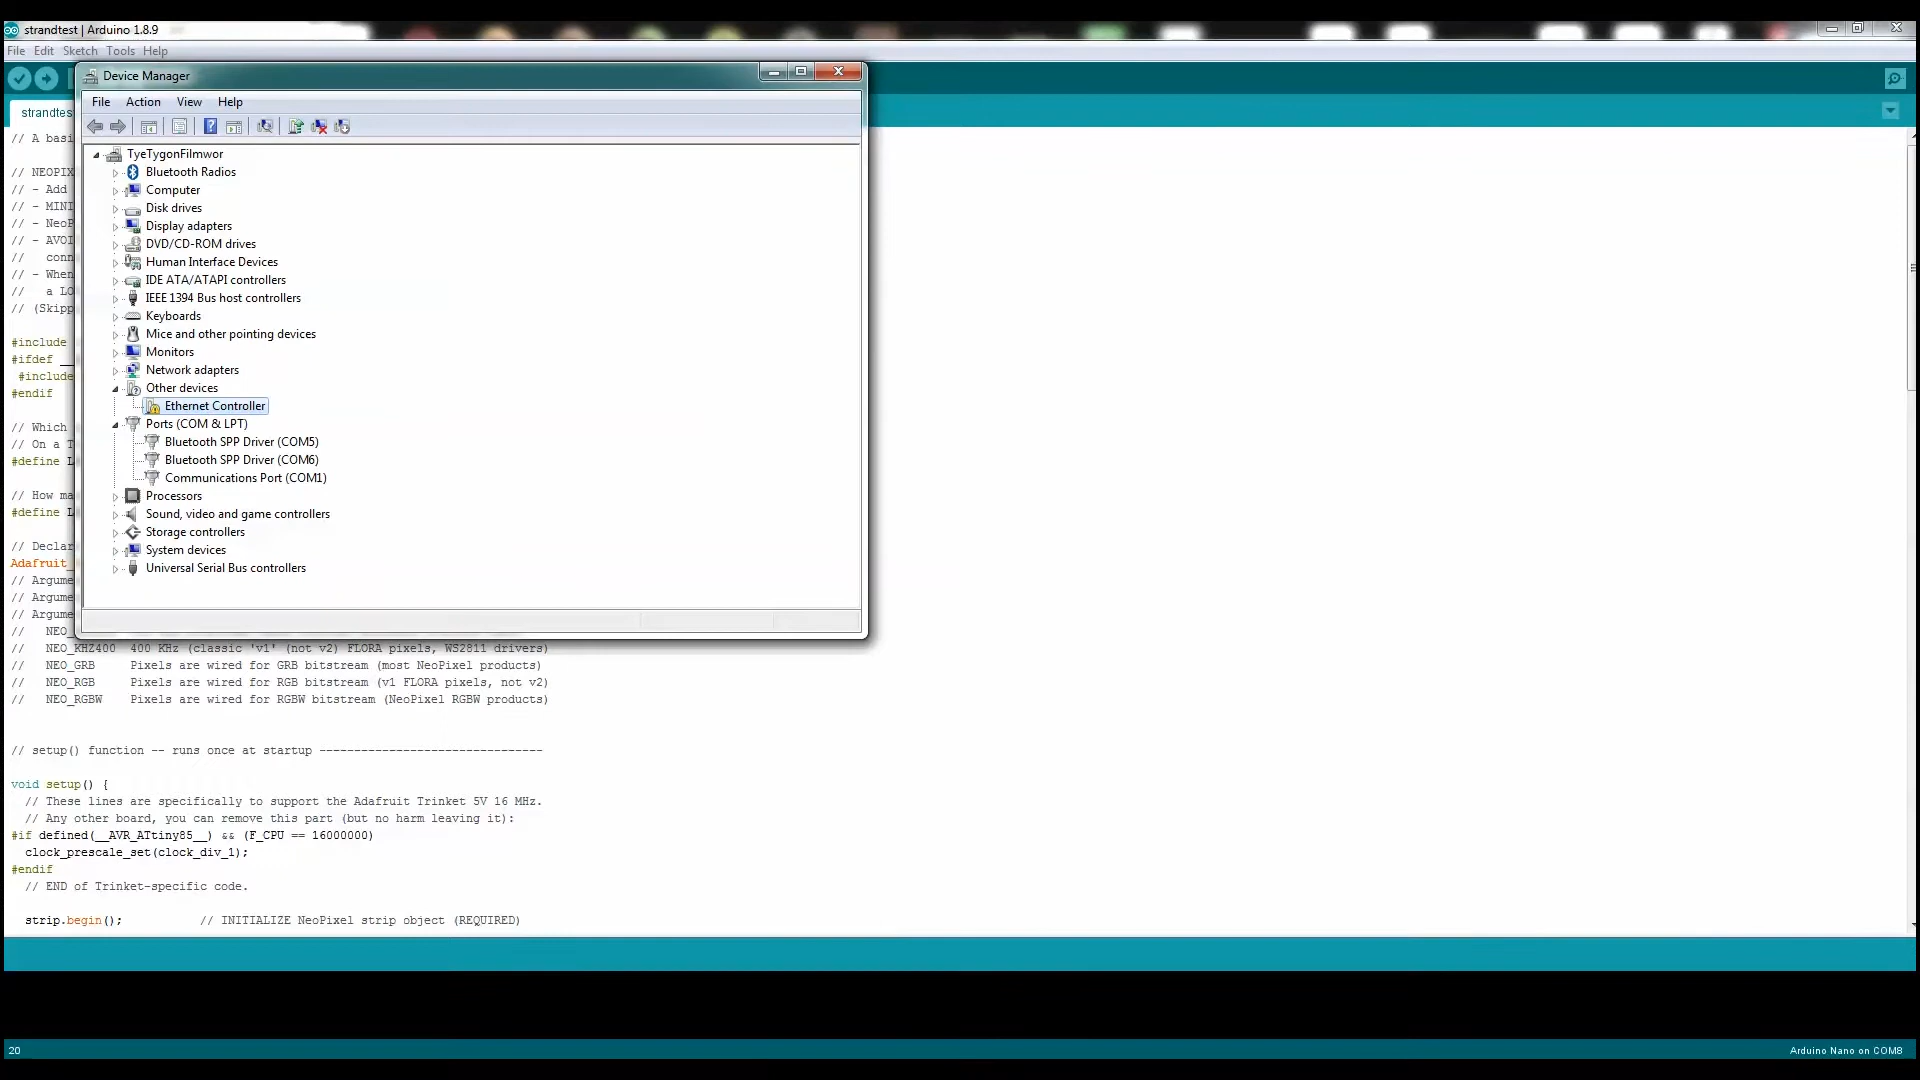 strandtest | Arduino 1.8.9
File Edit Sketch Tools Help
Device Manager
File Action View Help
strandtes
TyeTygonFilmwor
Bluetooth Radios
Computer
Disk drives
Display adapters
DVD/CD-ROM drives
Human Interface Devices
IDE ATA/ATAPI controllers
IEEE 1394 Bus host controllers
Keyboards
Mice and other pointing devices
Monitors
Network adapters
Other devices
Ethernet Controller
Ports (COM & LPT)
Bluetooth SPP Driver (COM5)
Bluetooth SPP Driver (COM6)
Communications Port (COM1)
Processors
Sound, video and game controllers
Storage controllers
System devices
Universal Serial Bus controllers
// A basi
// NEOPIX
// - Add
// - MINI
// - NeoP
// - AVOI
//   conn
// - When
//   a LO
// (Skipp
#include
#ifdef __
#include
#endif
// Which
// On a T
#define L
// How ma
#define L
// Declar
Adafruit_
// Argume
// Argume
// Argume
//   NEO_
//   NEO_KHZ400  400 KHz (classic 'v1' (not v2) FLORA pixels, WS2811 drivers)
//   NEO_GRB     Pixels are wired for GRB bitstream (most NeoPixel products)
//   NEO_RGB     Pixels are wired for RGB bitstream (v1 FLORA pixels, not v2)
//   NEO_RGBW    Pixels are wired for RGBW bitstream (NeoPixel RGBW products)
// setup() function -- runs once at startup --------------------------------
void setup() {
// These lines are specifically to support the Adafruit Trinket 5V 16 MHz.
// Any other board, you can remove this part (but no harm leaving it):
#if defined(__AVR_ATtiny85__) && (F_CPU == 16000000)
clock_prescale_set(clock_div_1);
#endif
// END of Trinket-specific code.
strip.begin();           // INITIALIZE NeoPixel strip object (REQUIRED)
20
Arduino Nano on COM8